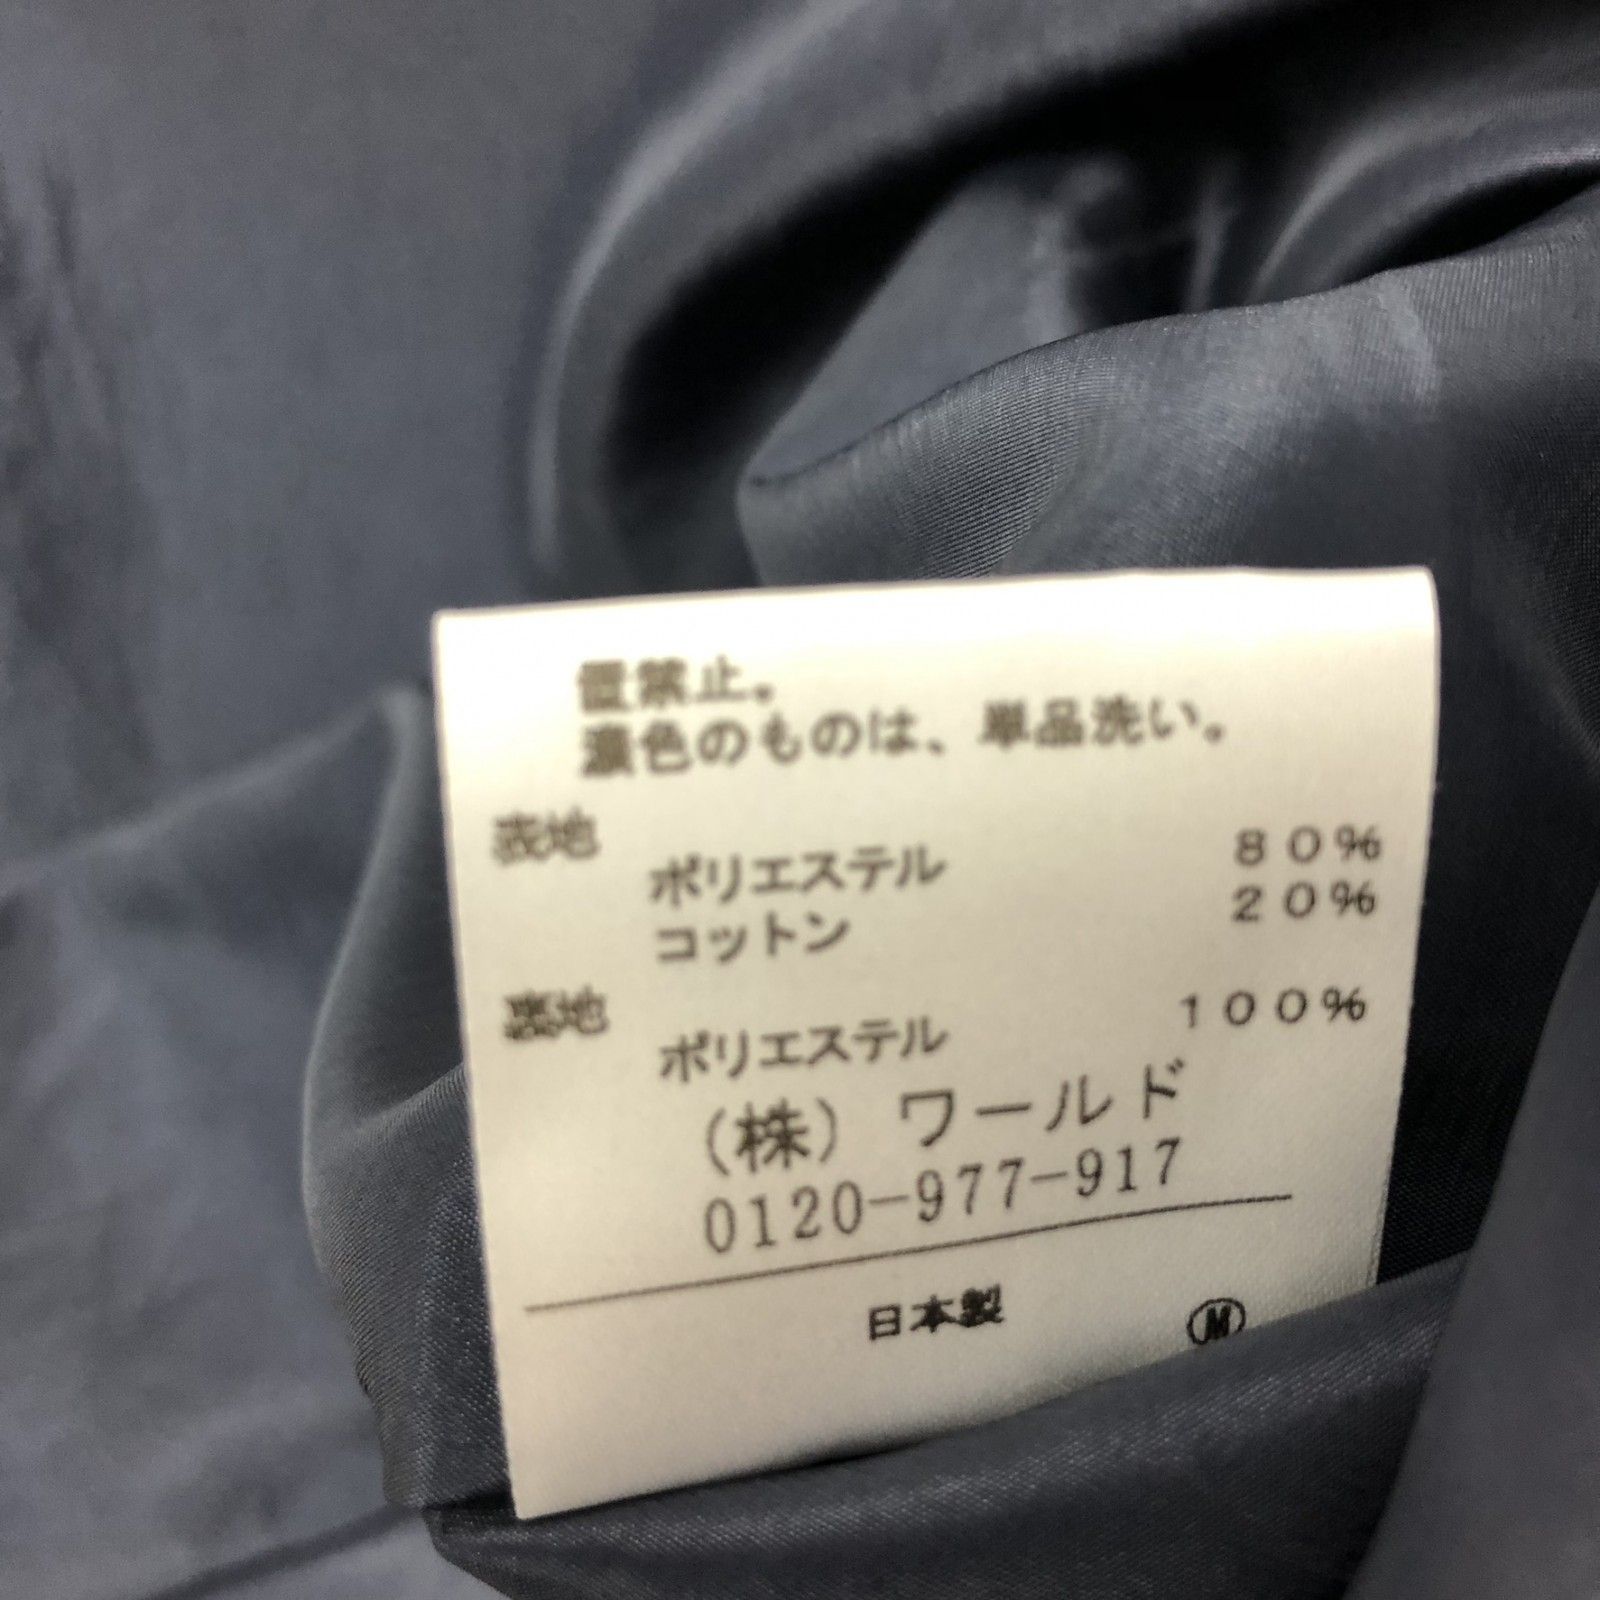 置禁止。
濃色のものは、単品洗い。
表地
ポリエステル 80%
コットン 20%
裏地
ポリエステル 100%
(株) ワールド
0120-977-917
日本製 Ⓜ